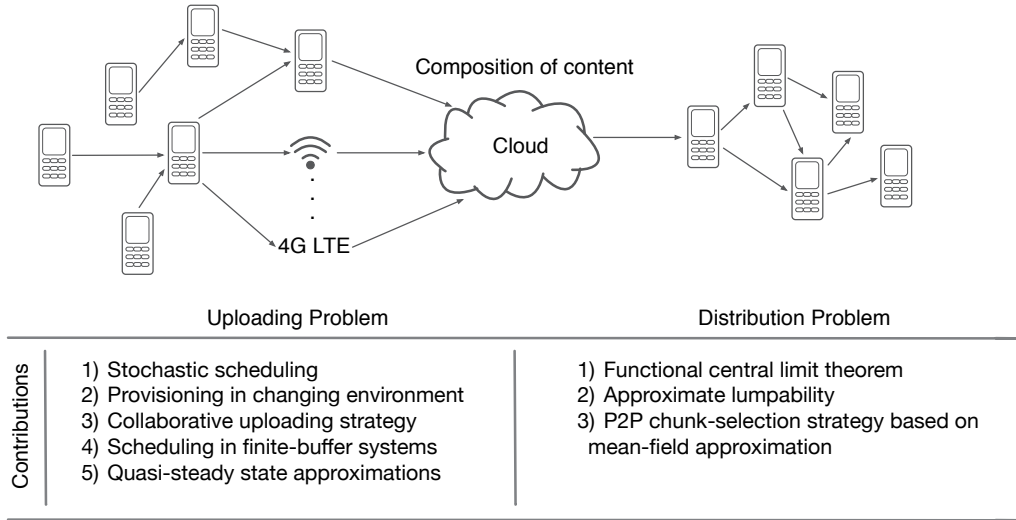 Composition of content
Cloud
4G LTE
Uploading Problem
Distribution Problem
Contributions
1) Stochastic scheduling
2) Provisioning in changing environment
3) Collaborative uploading strategy
4) Scheduling in finite-buffer systems
5) Quasi-steady state approximations
1) Functional central limit theorem
2) Approximate lumpability
3) P2P chunk-selection strategy based on
mean-field approximation